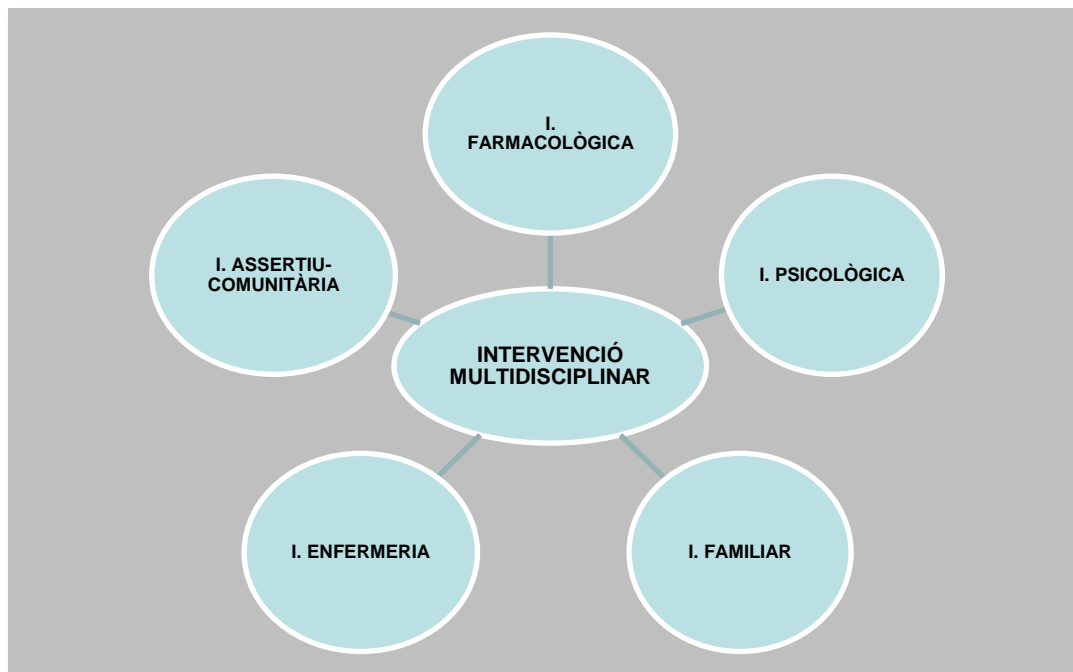 I.
FARMACOLÒGICA
I. ASSERTIU-
COMUNITÀRIA
I. PSICOLÒGICA
INTERVENCIÓ
MULTIDISCIPLINAR
I. ENFERMERIA
I. FAMILIAR